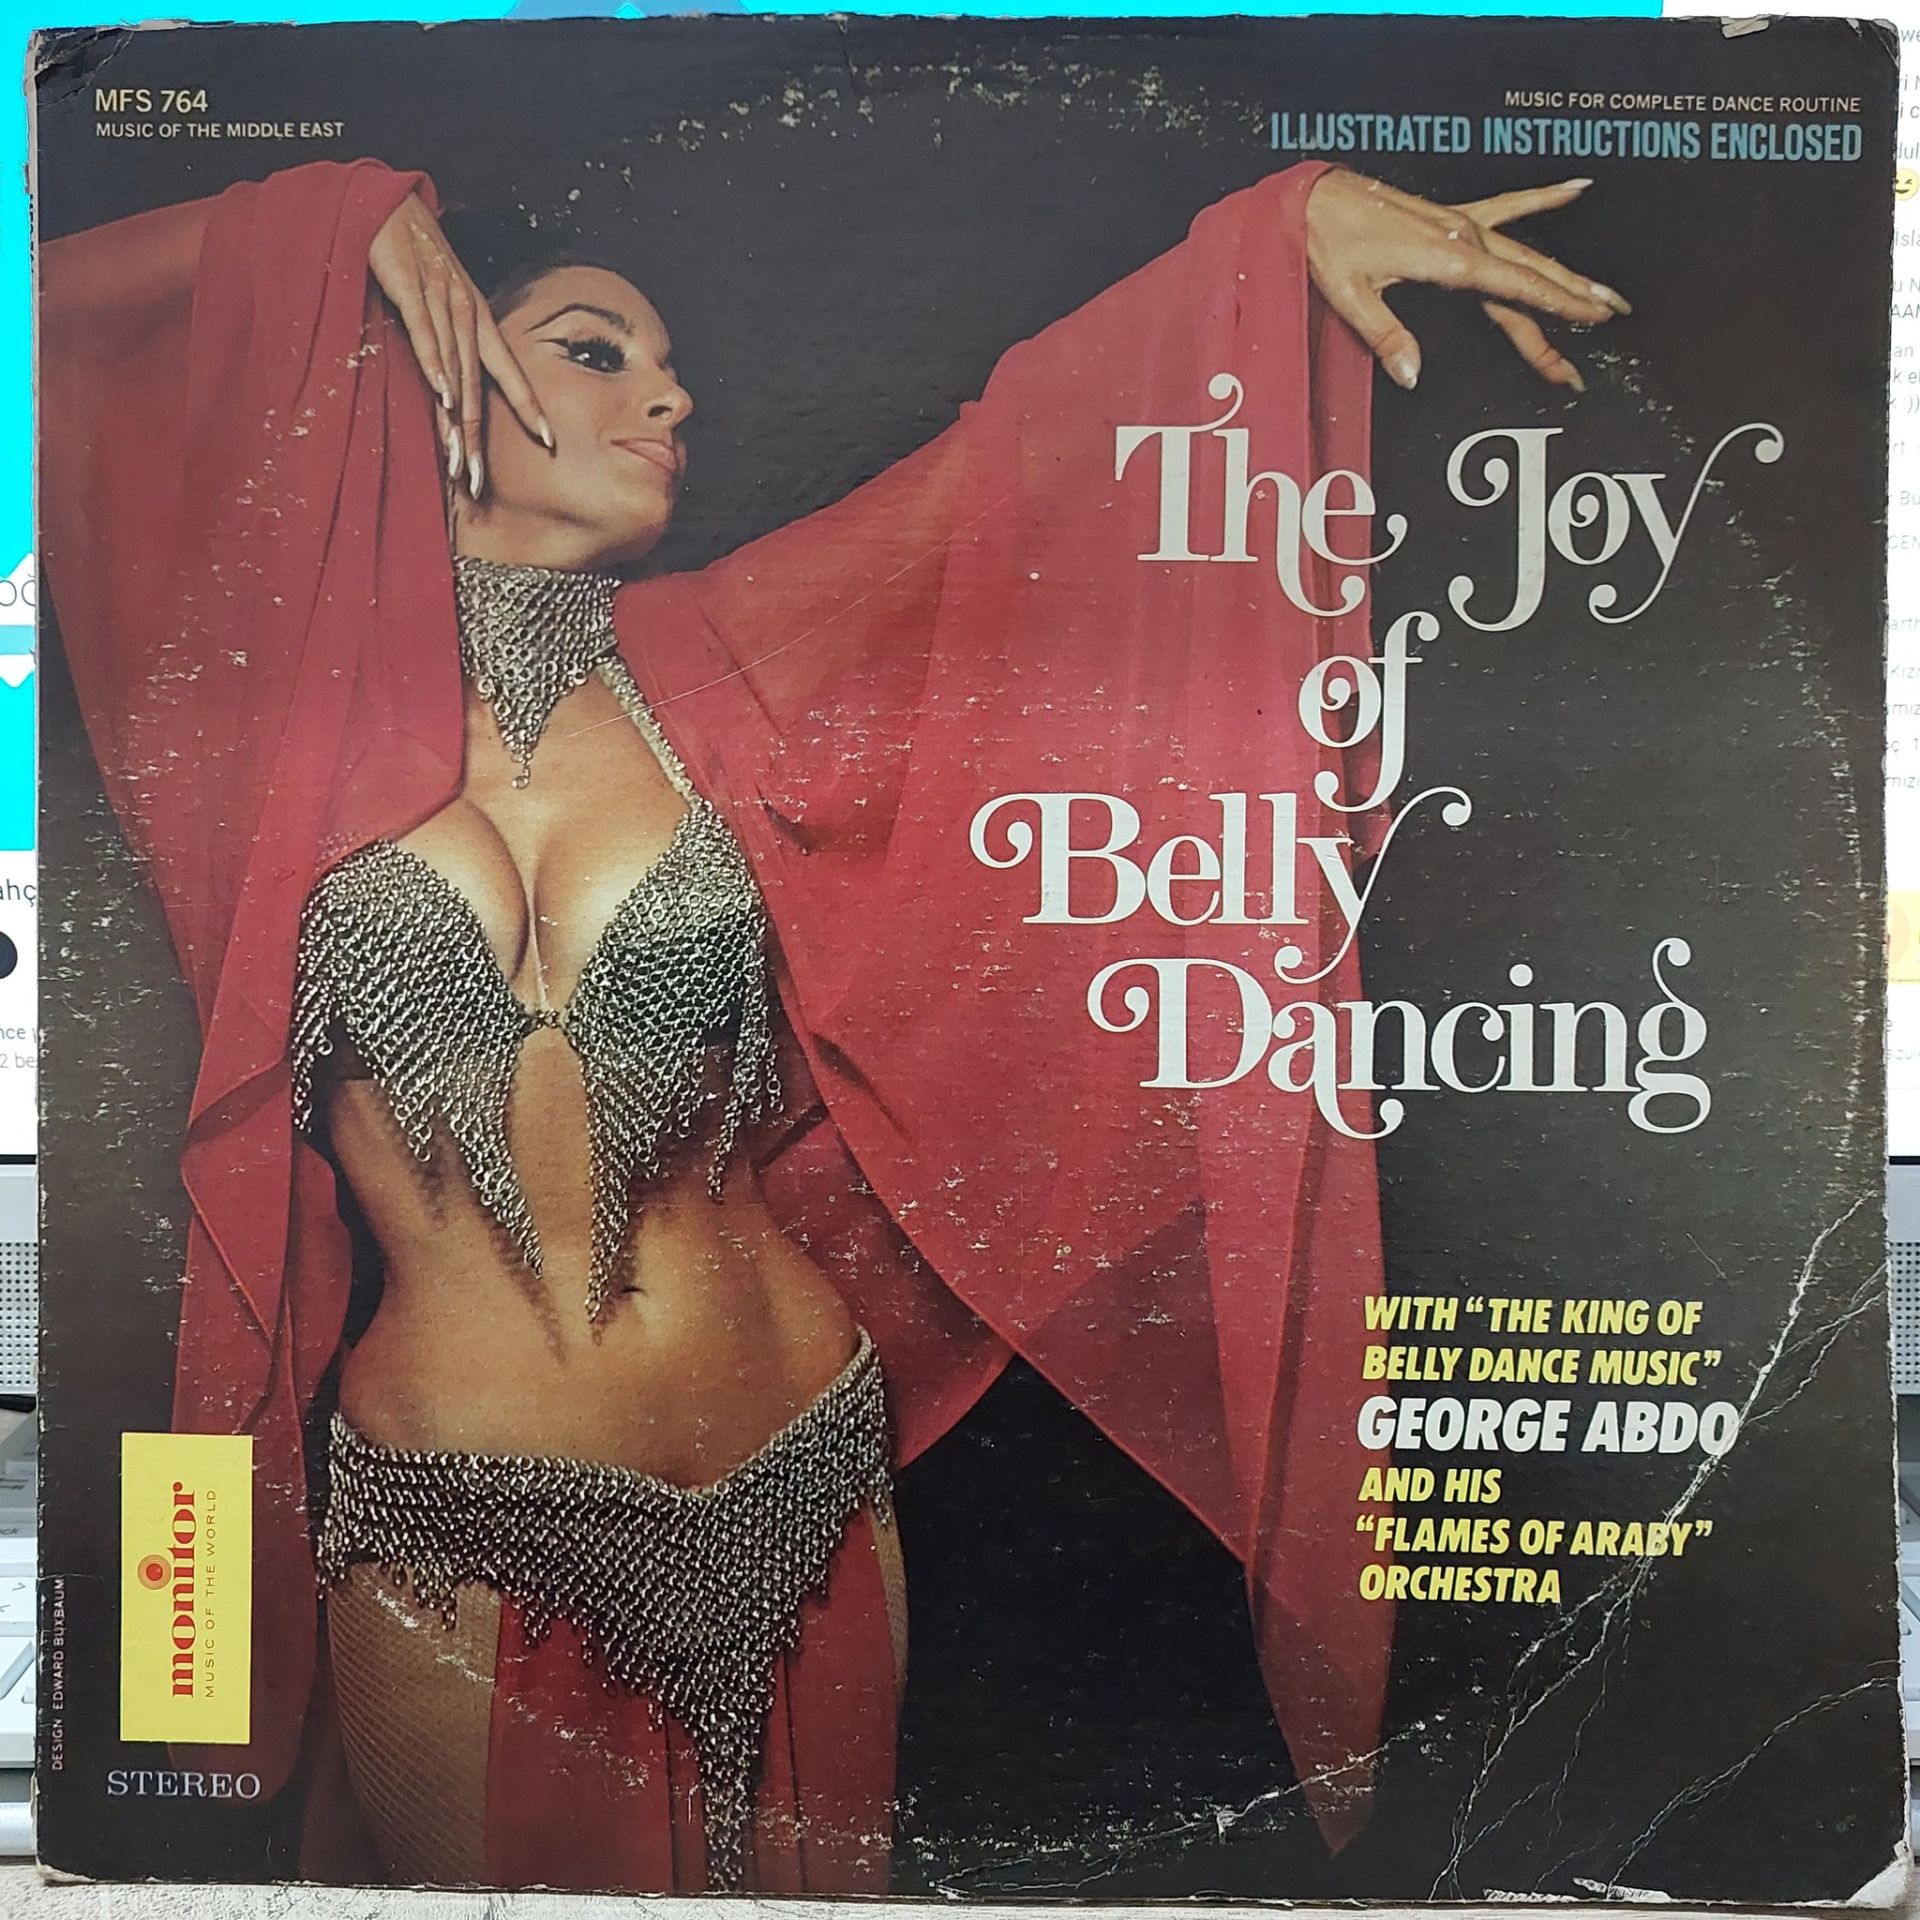 MFS 764
MUSIC OF THE MIDDLE EAST
MUSIC FOR COMPLETE DANCE ROUTINE
ILLUSTRATED INSTRUCTIONS ENCLOSED
The Joy
of
Belly
Dancing
WITH “THE KING OF
BELLY DANCE MUSIC”
GEORGE ABDO
AND HIS
“FLAMES OF ARABY”
ORCHESTRA
monitor
MUSIC OF THE WORLD
DESIGN EDWARD BUXBAUM
STEREO